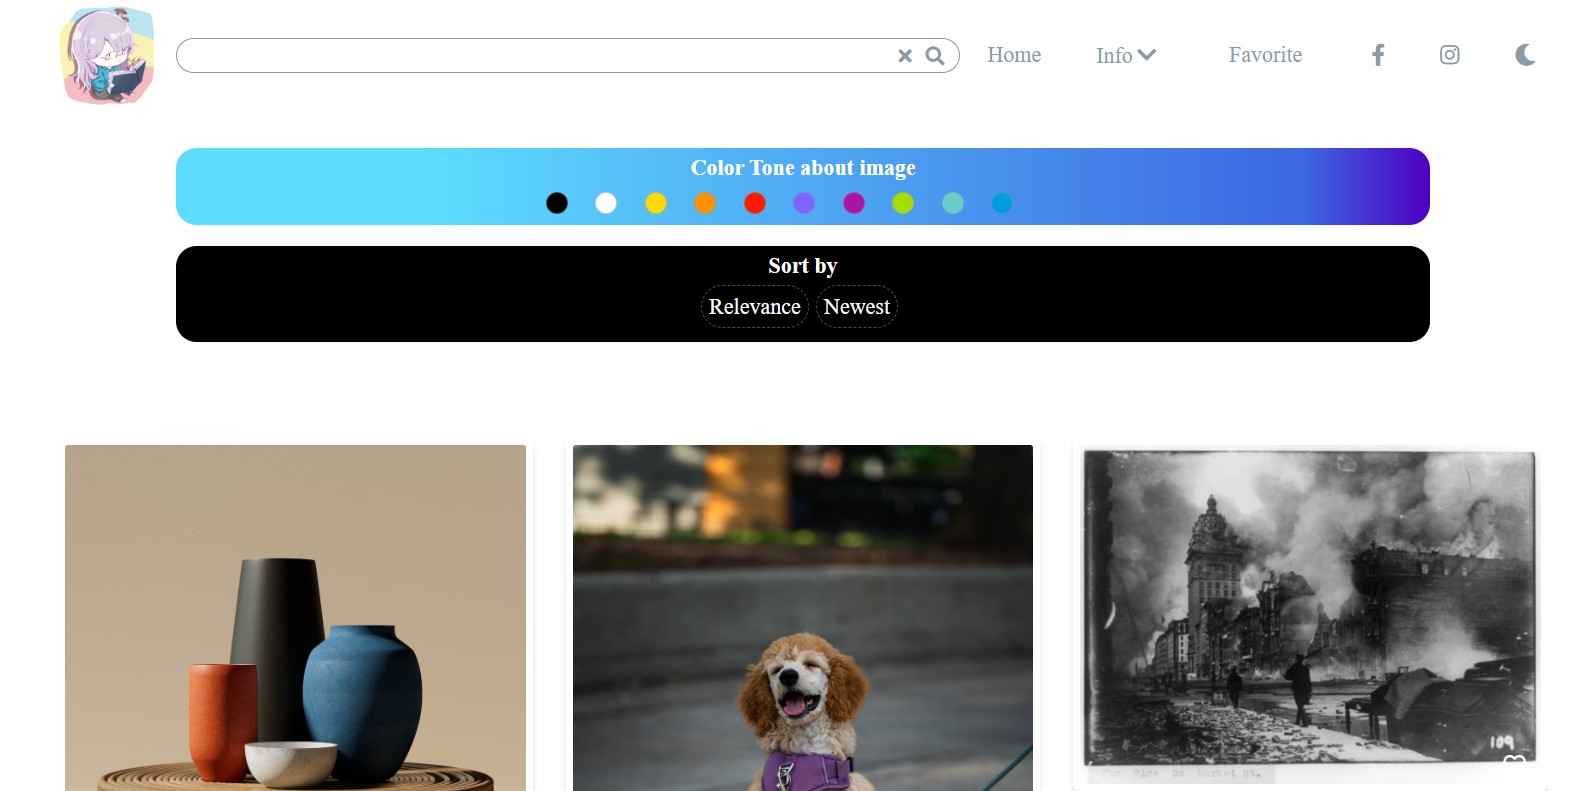 Home
Info
Favorite
Color Tone about image
Sort by
Relevance
Newest
109
The Fire on Market St.